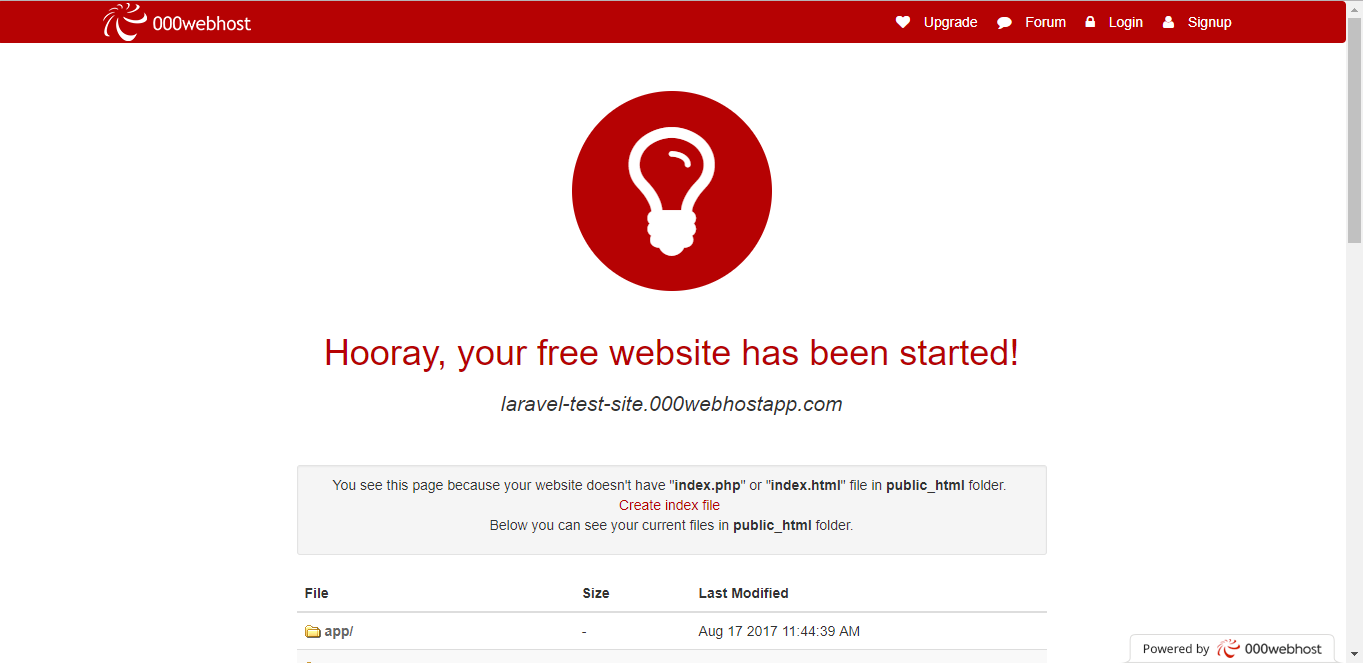 000webhost Upgrade Forum Login Signup
Hooray, your free website has been started!
laravel-test-site.000webhostapp.com
You see this page because your website doesn't have "index.php" or "index.html" file in public_html folder.
Create index file
Below you can see your current files in public_html folder.
File Size Last Modified
app/ - Aug 17 2017 11:44:39 AM
Powered by 000webhost